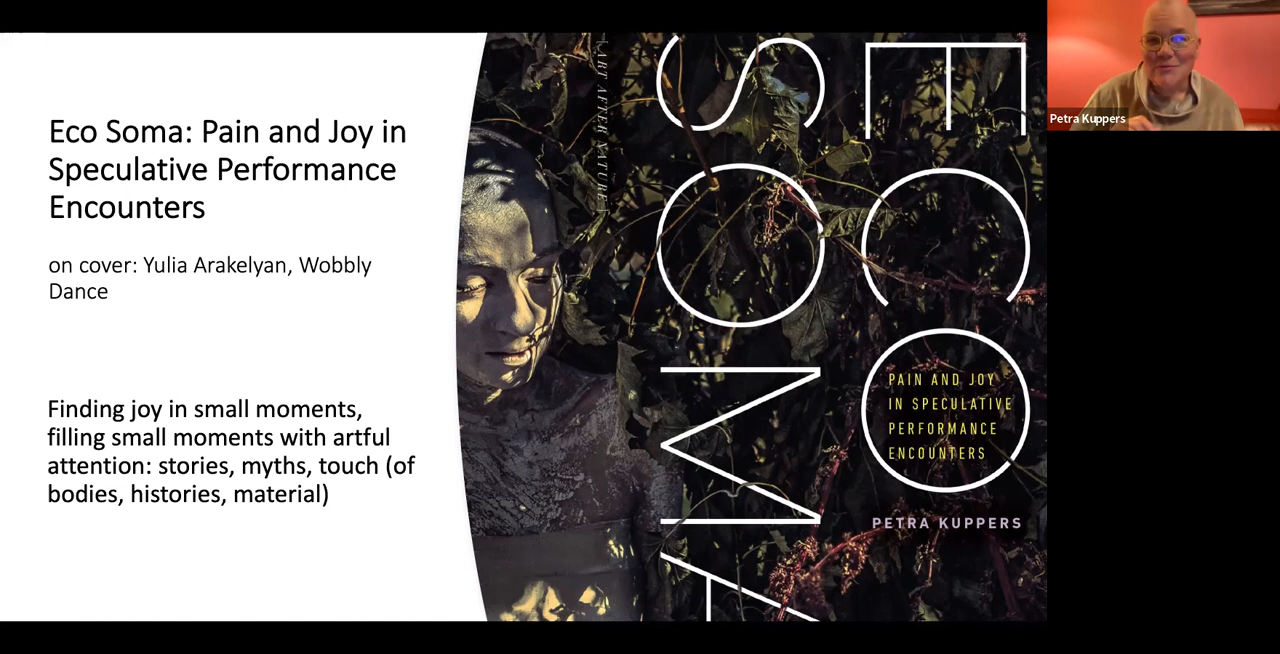 Eco Soma: Pain and Joy in
Speculative Performance
Encounters
on cover: Yulia Arakelyan, Wobbly
Dance
Finding joy in small moments,
filling small moments with artful
attention: stories, myths, touch (of
bodies, histories, material)
ART AFTER NATURE
ECO
SOMA
PAIN AND JOY
IN SPECULATIVE
PERFORMANCE
ENCOUNTERS
PETRA KUPPERS
Petra Kuppers